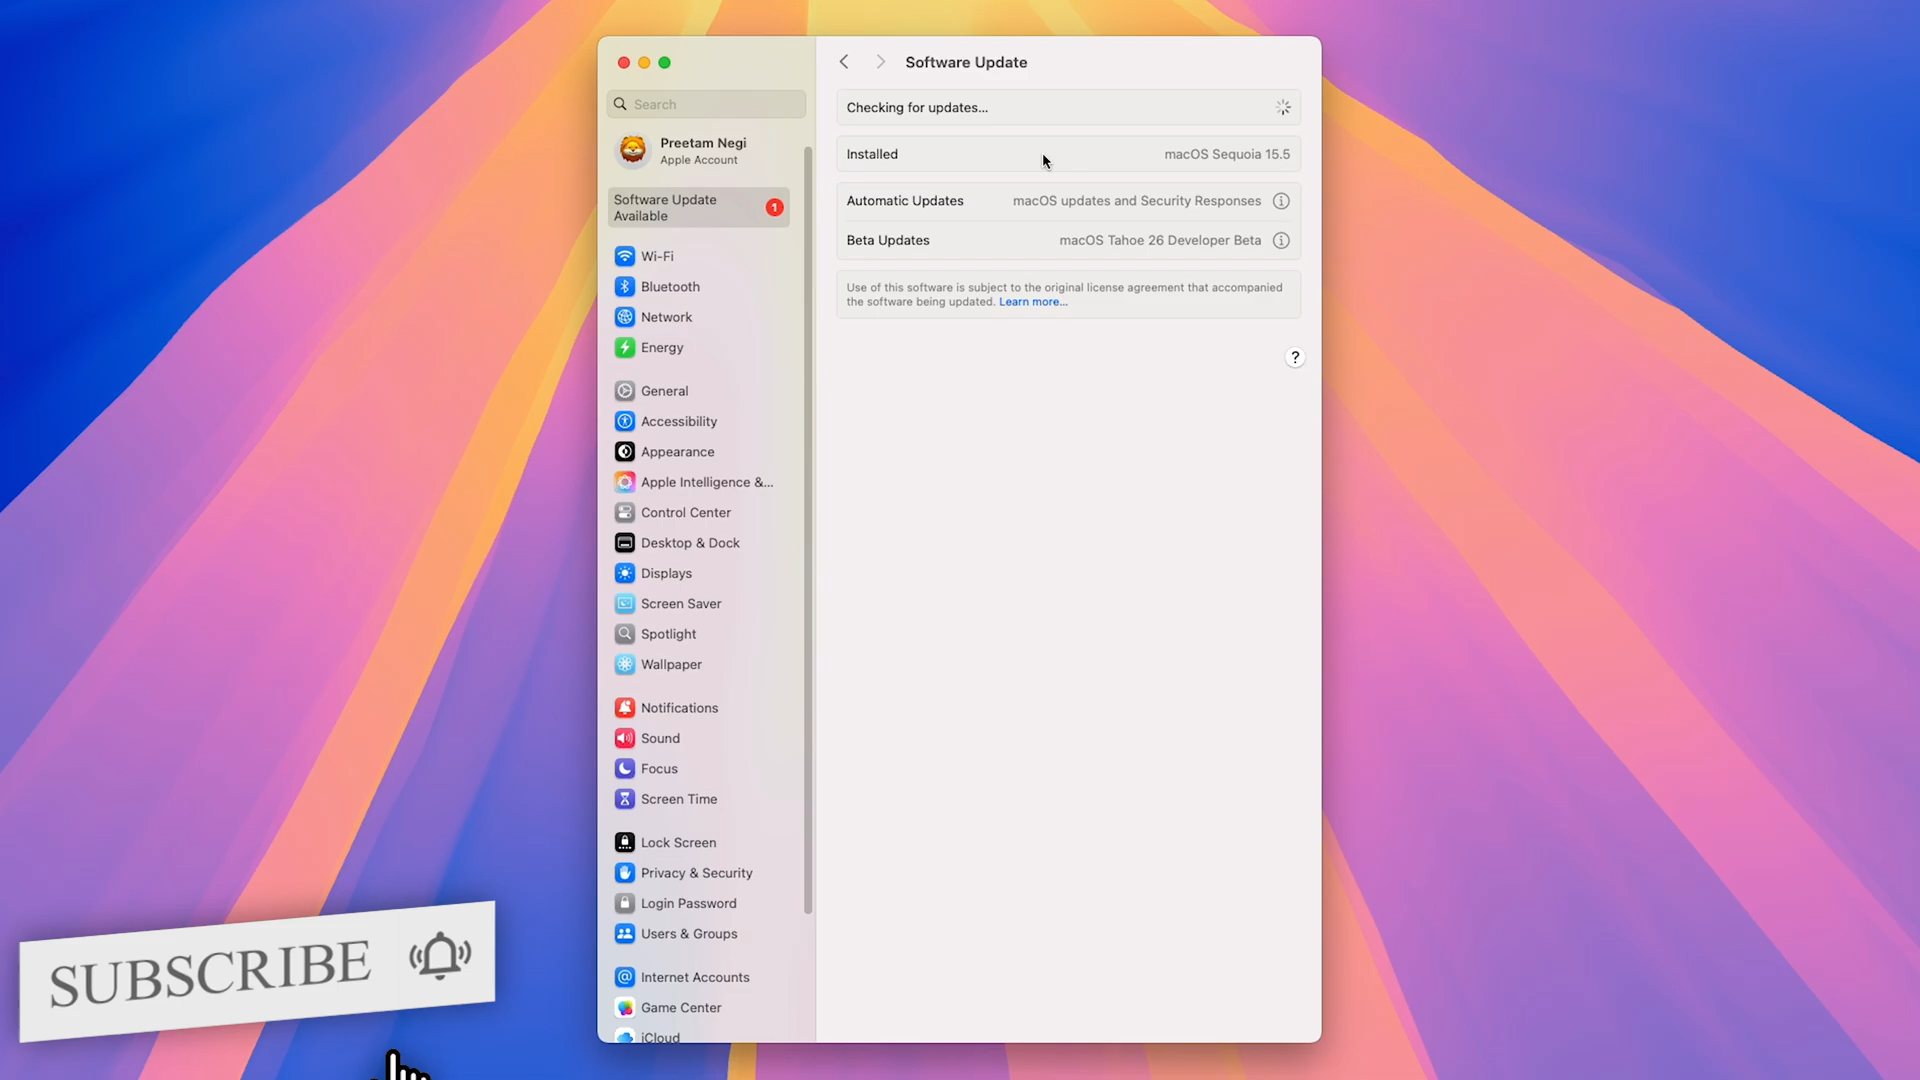 Software Update
Search
Checking for updates...
Preetam Negi
Apple Account
Installed
macOS Sequoia 15.5
Software Update
Available
1
Automatic Updates
macOS updates and Security Responses
Beta Updates
macOS Tahoe 26 Developer Beta
Use of this software is subject to the original license agreement that accompanied
the software being updated. Learn more...
?
Wi-Fi
Bluetooth
Network
Energy
General
Accessibility
Appearance
Apple Intelligence &...
Control Center
Desktop & Dock
Displays
Screen Saver
Spotlight
Wallpaper
Notifications
Sound
Focus
Screen Time
Lock Screen
Privacy & Security
Login Password
Users & Groups
Internet Accounts
Game Center
iCloud
SUBSCRIBE